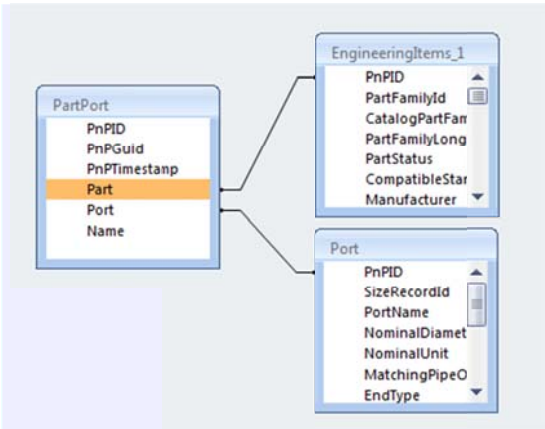 EngineeringItems_1
PnPID
PartFamilyId
CatalogPartFam
PartFamilyLong
PartStatus
CompatibleStar
Manufacturer
PartPort
PnPID
PnPGuid
PnPTimestanp
Part
Port
Name
Port
PnPID
SizeRecordId
PortName
NominalDiamet
NominalUnit
MatchingPipeO
EndType